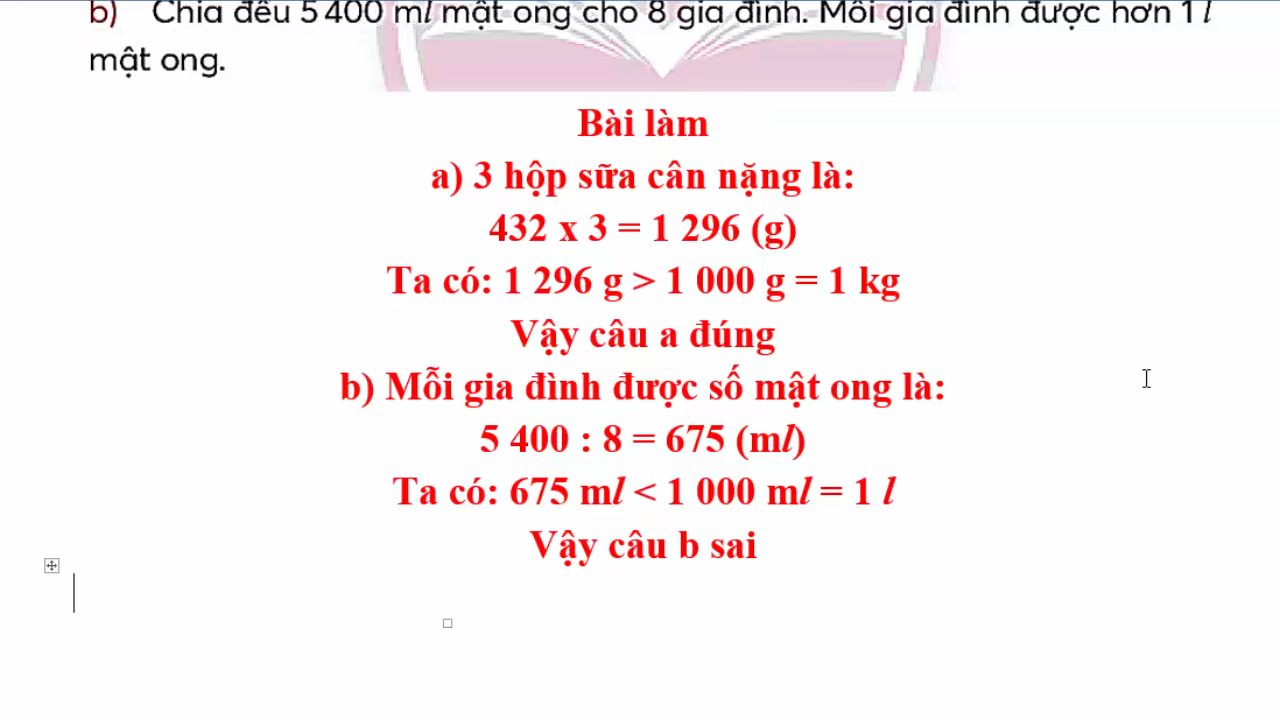 b) Chia đều 5 400 ml mật ong cho 8 gia đình. Mỗi gia đình được hơn 1 l
mật ong.
Bài làm
a) 3 hộp sữa cân nặng là:
432 x 3 = 1 296 (g)
Ta có: 1 296 g > 1 000 g = 1 kg
Vậy câu a đúng
b) Mỗi gia đình được số mật ong là:
5 400 : 8 = 675 (ml)
Ta có: 675 ml < 1 000 ml = 1 l
Vậy câu b sai